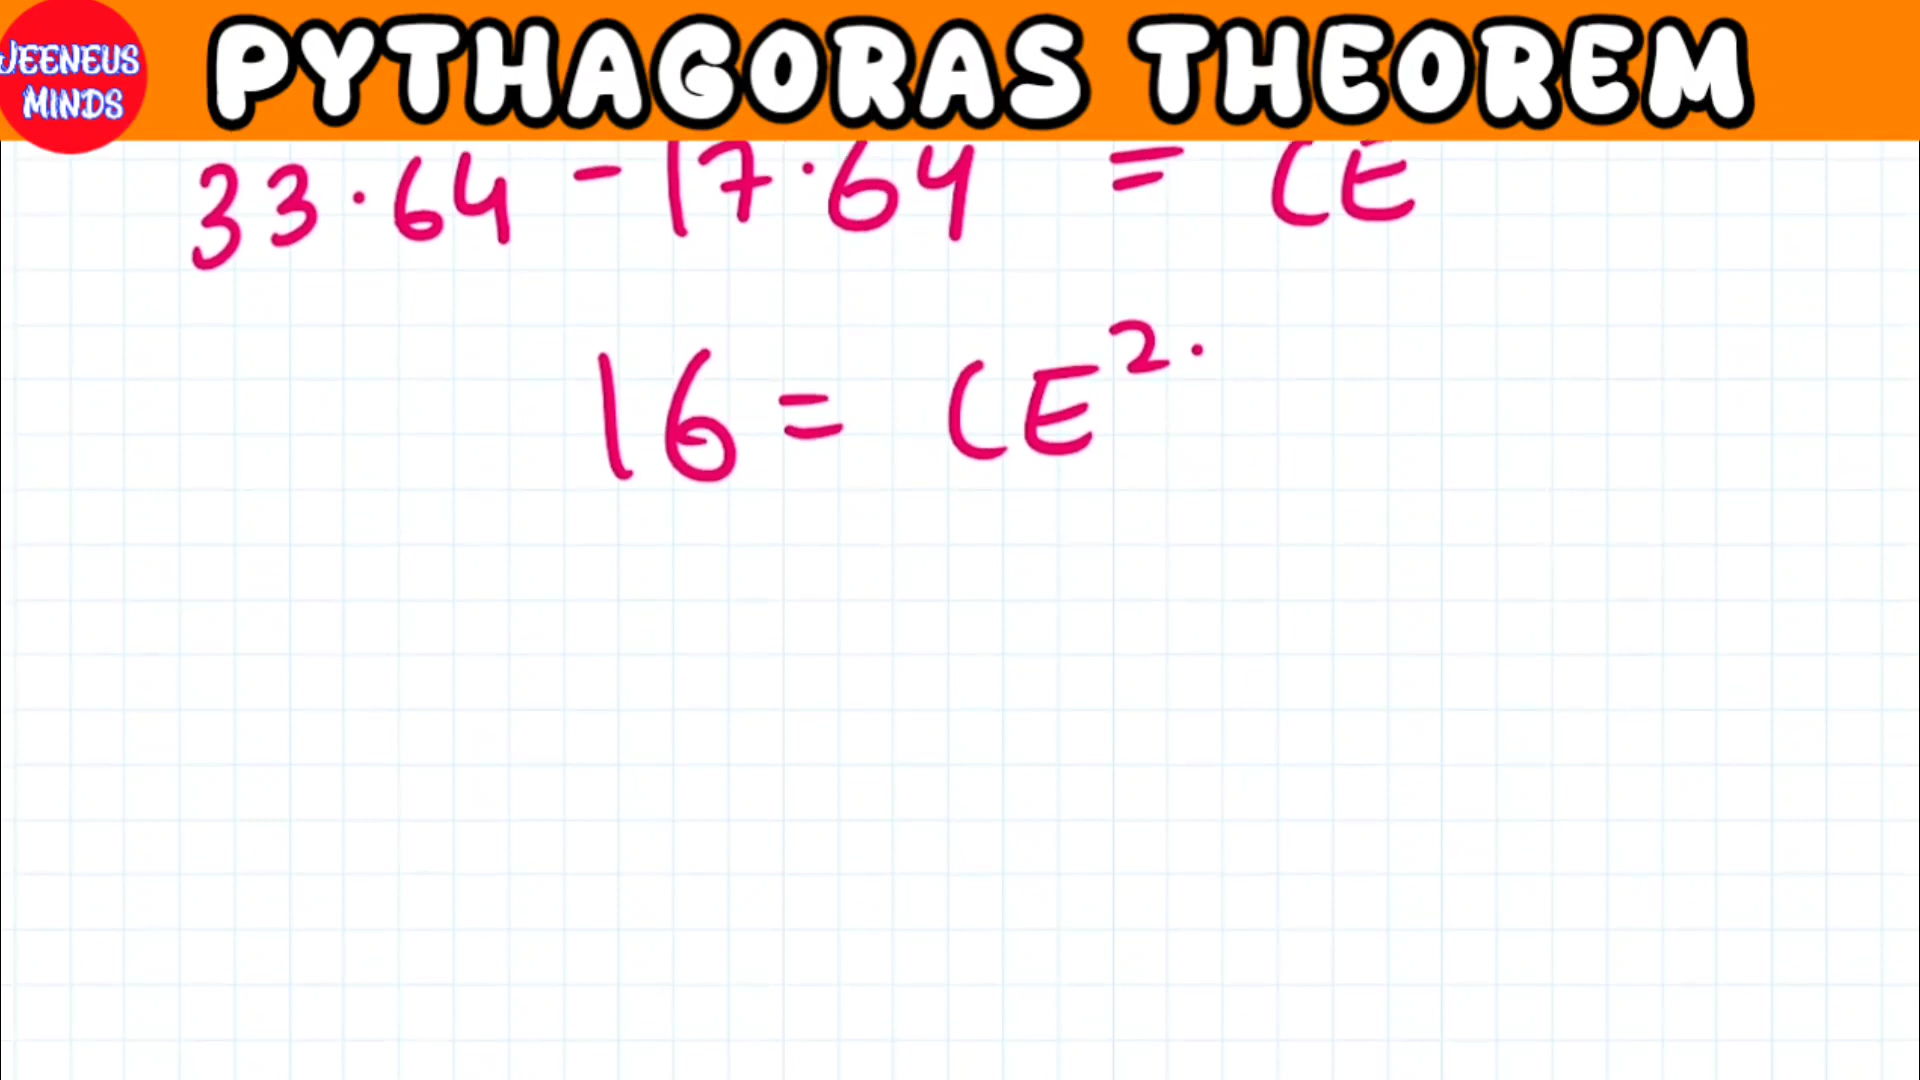 JEENEUS
MINDS
PYTHAGORAS THEOREM
33.64 - 17.64 = CE
16 = CE².